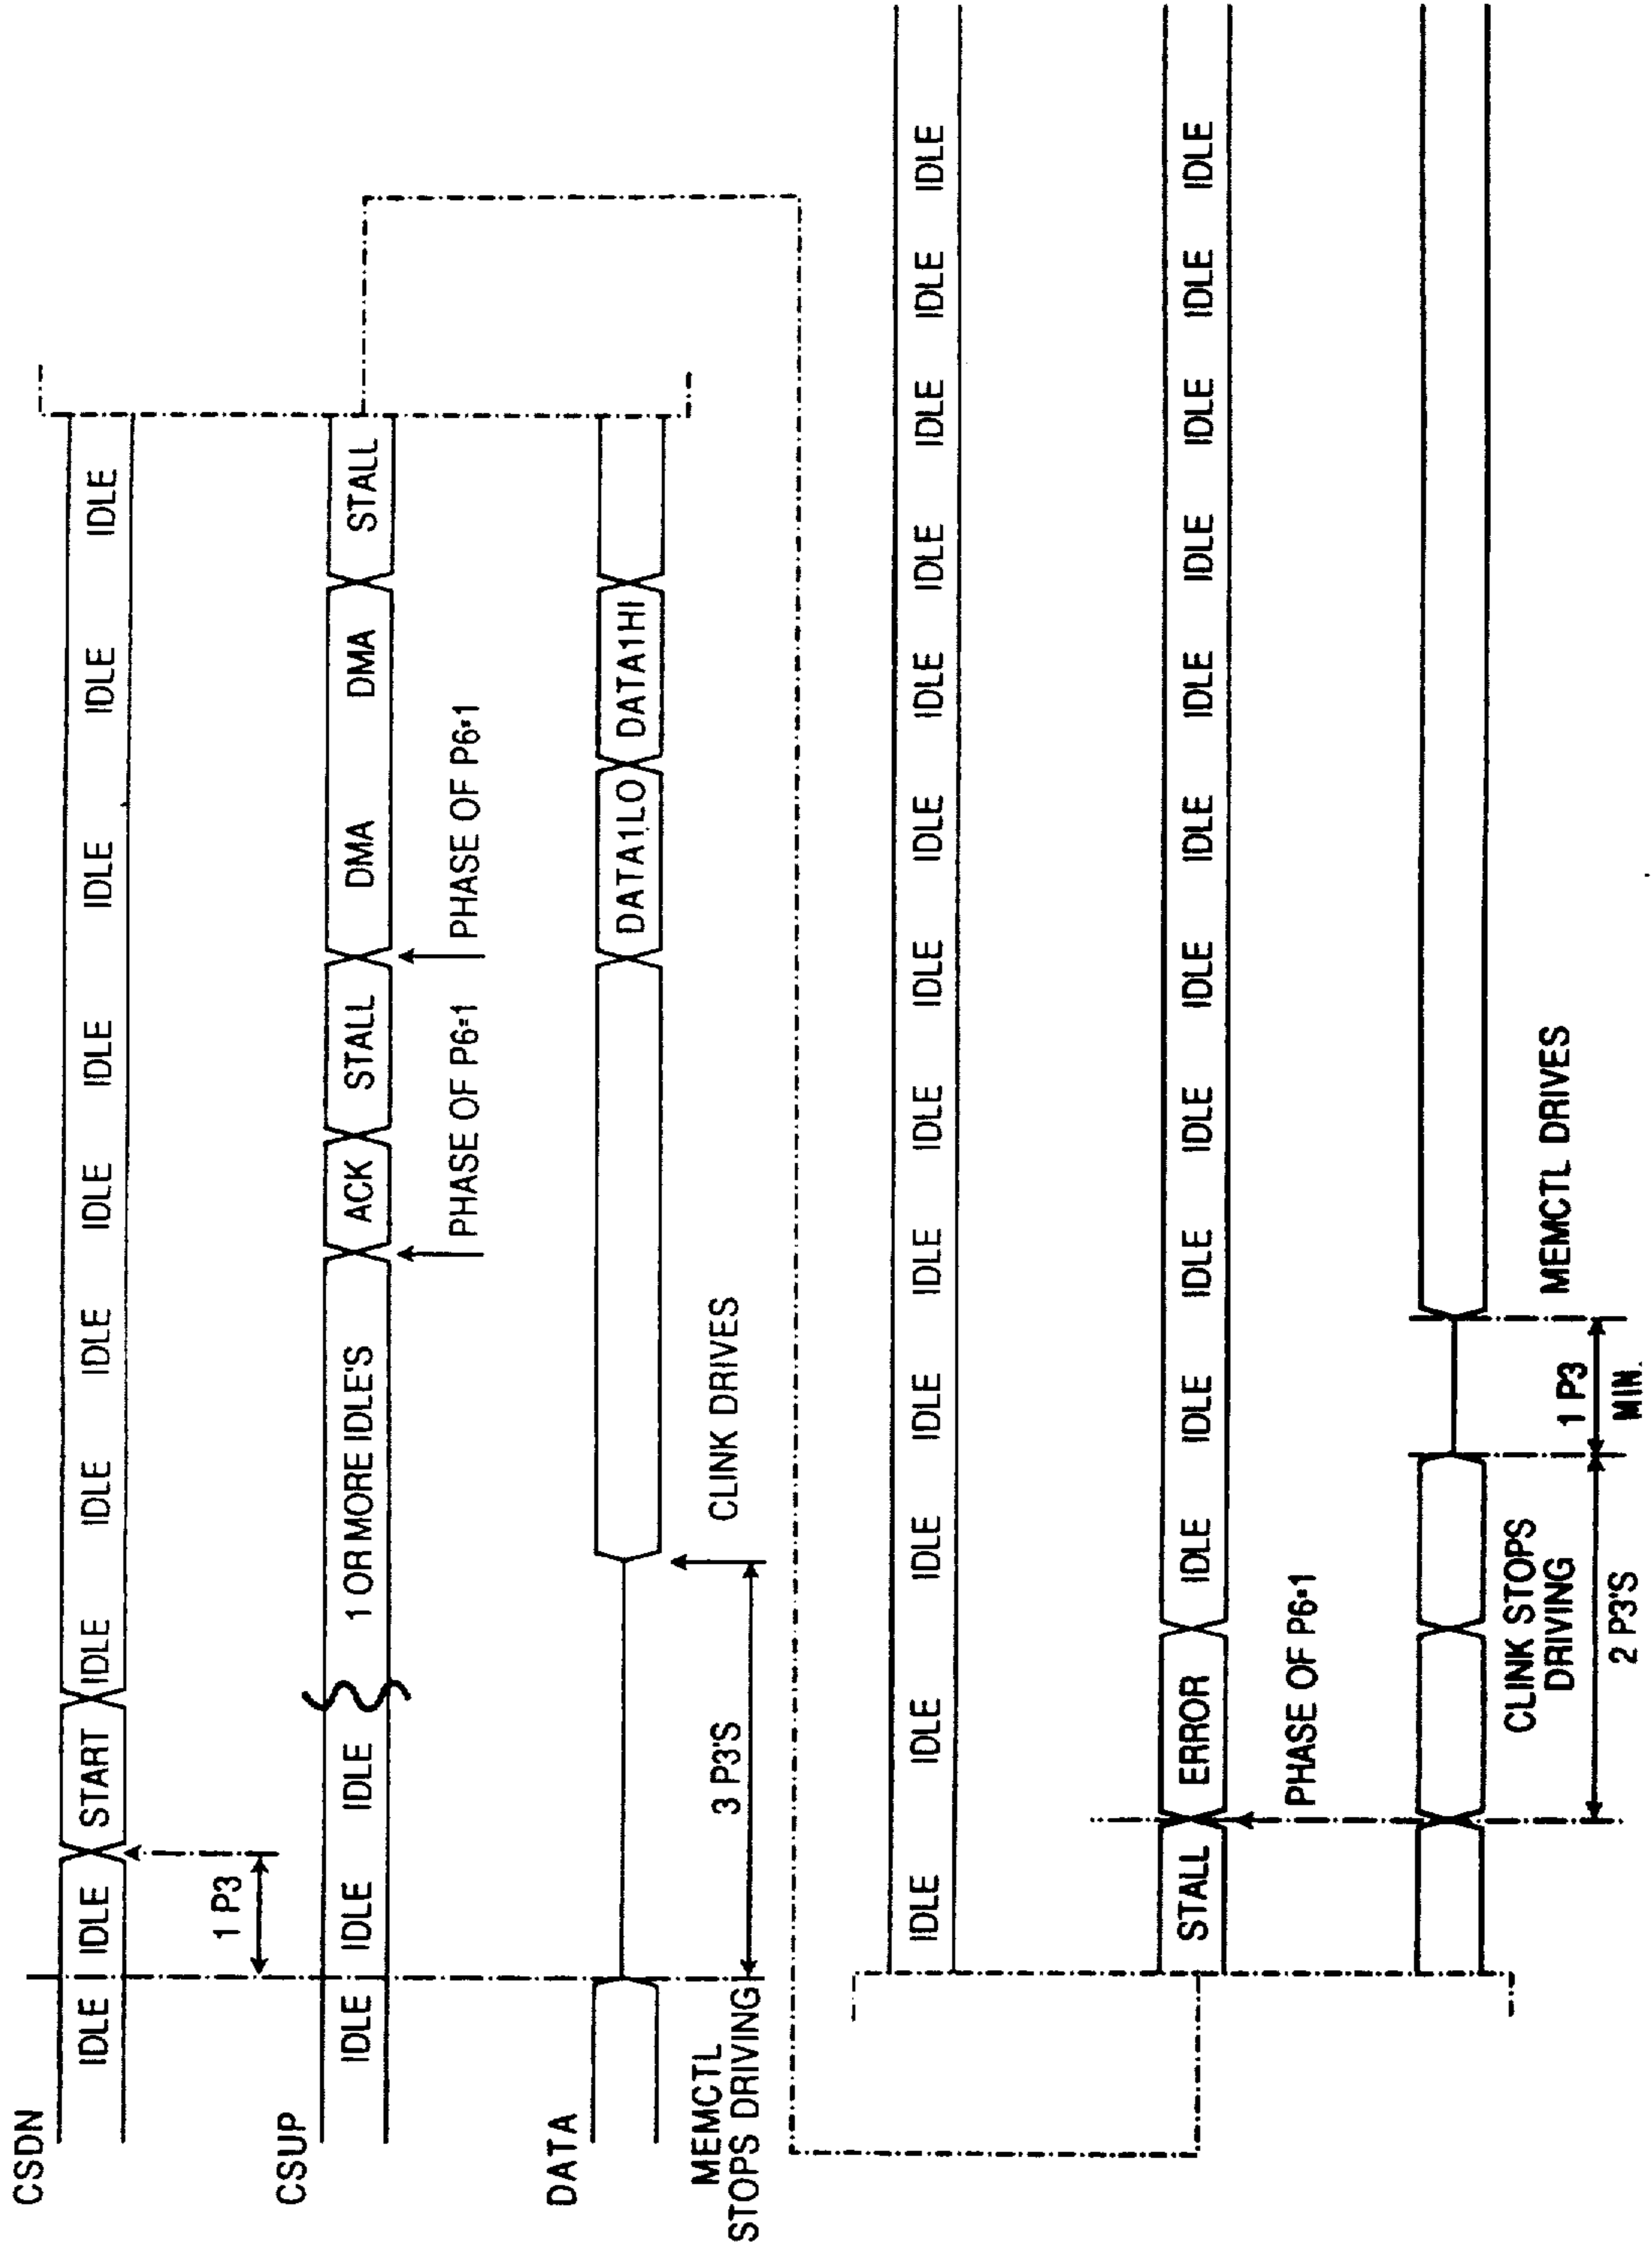 CSDN
IDLE IDLE START IDLE IDLE IDLE IDLE IDLE IDLE IDLE IDLE
1 P3
CSUP
IDLE IDLE IDLE 1 OR MORE IDLE'S ACK STALL DMA DMA STALL
PHASE OF P6=1 PHASE OF P6=1
DATA
DATA1LO DATA1HI
MEMCTL
STOPS DRIVING
3 P3'S
CLINK DRIVES
IDLE IDLE IDLE IDLE IDLE IDLE IDLE IDLE IDLE IDLE IDLE IDLE IDLE
STALL ERROR IDLE IDLE IDLE IDLE IDLE IDLE IDLE IDLE IDLE IDLE IDLE
PHASE OF P6=1
CLINK STOPS
DRIVING
2 P3'S
1 P3
MIN.
MEMCTL DRIVES